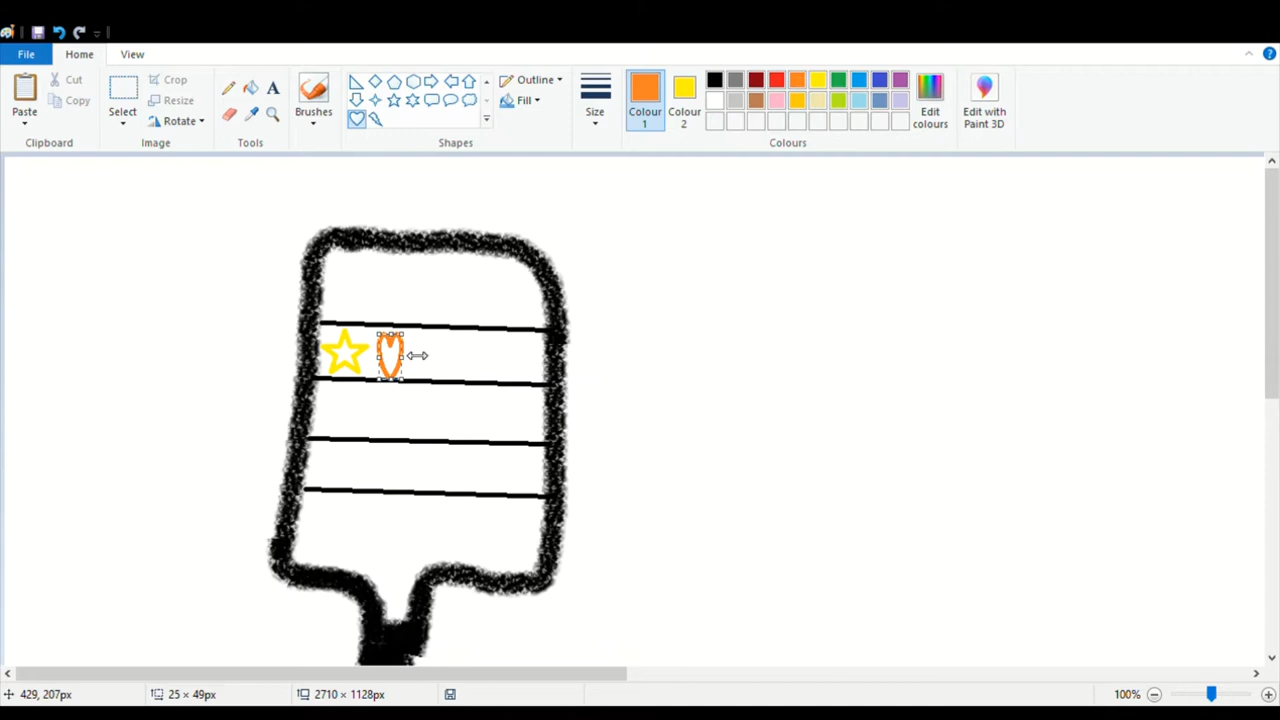 File Home View
Cut
Crop
Outline
Copy
Resize
Fill
Paste Select Rotate Brushes Size Colour 1 Colour 2 Edit colours Edit with Paint 3D
Clipboard Image Tools Shapes Colours
429, 207px 25 × 49px 2710 × 1128px 100%